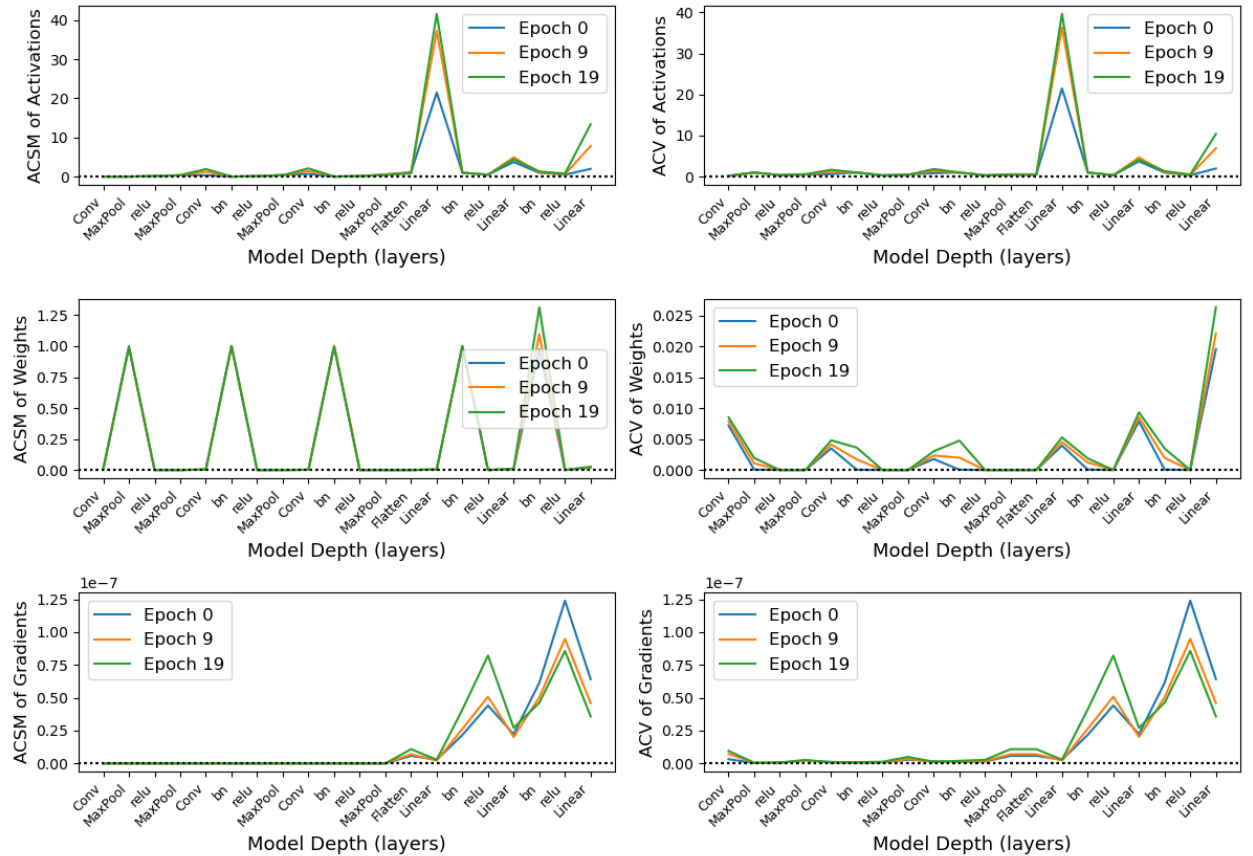 ACSM of Activations
40
30
20
10
0
Epoch 0
Epoch 9
Epoch 19
Conv MaxPool relu MaxPool Conv bn relu MaxPool Conv bn relu MaxPool Flatten Linear bn relu Linear bn relu Linear
Model Depth (layers)
ACV of Activations
40
30
20
10
0
Epoch 0
Epoch 9
Epoch 19
Conv MaxPool relu MaxPool Conv bn relu MaxPool Conv bn relu MaxPool Flatten Linear bn relu Linear bn relu Linear
Model Depth (layers)
ACSM of Weights
1.25
1.00
0.75
0.50
0.25
0.00
Epoch 0
Epoch 9
Epoch 19
Conv MaxPool relu MaxPool Conv bn relu MaxPool Conv bn relu MaxPool Flatten Linear bn relu Linear bn relu Linear
Model Depth (layers)
ACV of Weights
0.025
0.020
0.015
0.010
0.005
0.000
Epoch 0
Epoch 9
Epoch 19
Conv MaxPool relu MaxPool Conv bn relu MaxPool Conv bn relu MaxPool Flatten Linear bn relu Linear bn relu Linear
Model Depth (layers)
1e−7
ACSM of Gradients
1.25
1.00
0.75
0.50
0.25
0.00
Epoch 0
Epoch 9
Epoch 19
Conv MaxPool relu MaxPool Conv bn relu MaxPool Conv bn relu MaxPool Flatten Linear bn relu Linear bn relu Linear
Model Depth (layers)
1e−7
ACV of Gradients
1.25
1.00
0.75
0.50
0.25
0.00
Epoch 0
Epoch 9
Epoch 19
Conv MaxPool relu MaxPool Conv bn relu MaxPool Conv bn relu MaxPool Flatten Linear bn relu Linear bn relu Linear
Model Depth (layers)